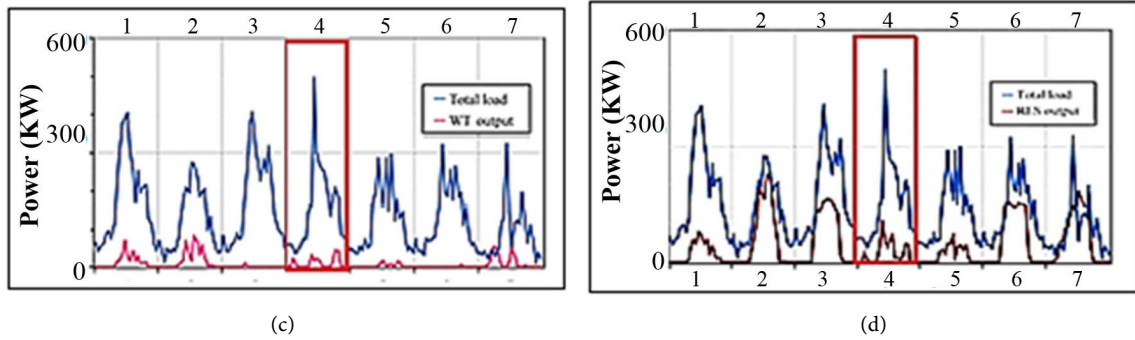 1 2 3 4 5 6 7
600
300
0
Power (KW)
Total load
WT output
(c)
1 2 3 4 5 6 7
600
300
0
Power (KW)
Total load
RES output
1 2 3 4 5 6 7
(d)